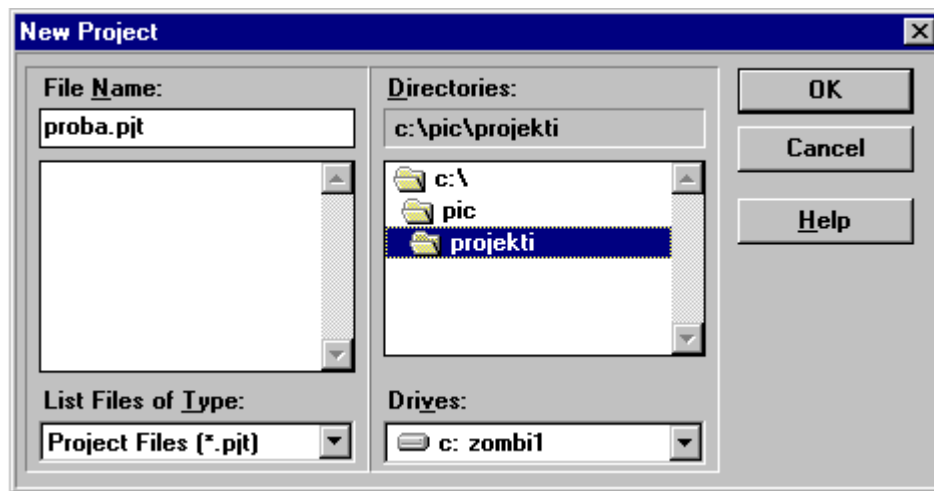 New Project
File Name:
proba.pjt
List Files of Type:
Project Files (*.pjt)
Directories:
c:\pic\projekti
c:\
pic
projekti
Drives:
c: zombi1
OK
Cancel
Help